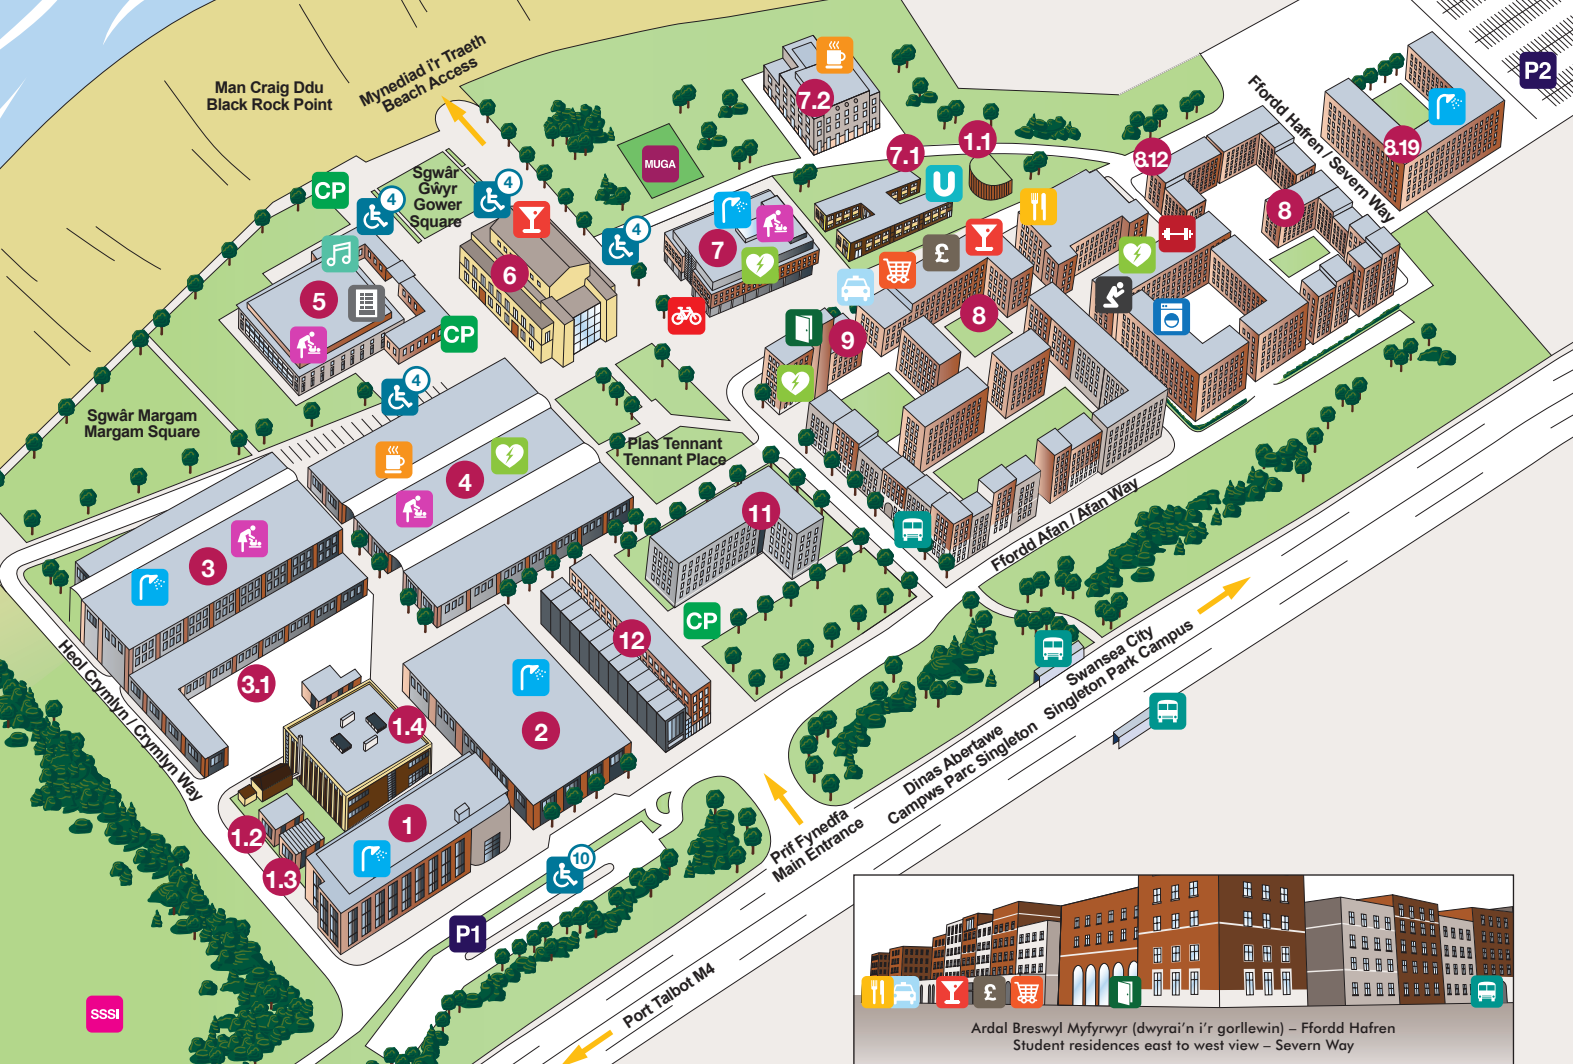 Man Craig Ddu
Black Rock Point
Mynediad i'r Traeth
Beach Access
Sgwâr
Gŵyr
Gower
Square
CP
4
4
4
MUGA
7.2
7.1
1.1
U
8.12
Ffordd Hafren / Severn Way
8.19
P2
8
5
6
7
£
8
9
CP
4
Sgwâr Margam
Margam Square
Plas Tennant
Tennant Place
4
3
11
Ffordd Afan / Afan Way
CP
12
Heol Crymlyn / Crymlyn Way
3.1
1.4
2
1
1.2
1.3
10
P1
SSSI
Prif Fynedfa
Main Entrance
Dinas Abertawe
Campws Parc Singleton
Swansea City
Singleton Park Campus
Port Talbot M4
£
Ardal Breswyl Myfyrwyr (dwyrai'n i'r gorllewin) – Ffordd Hafren
Student residences east to west view – Severn Way